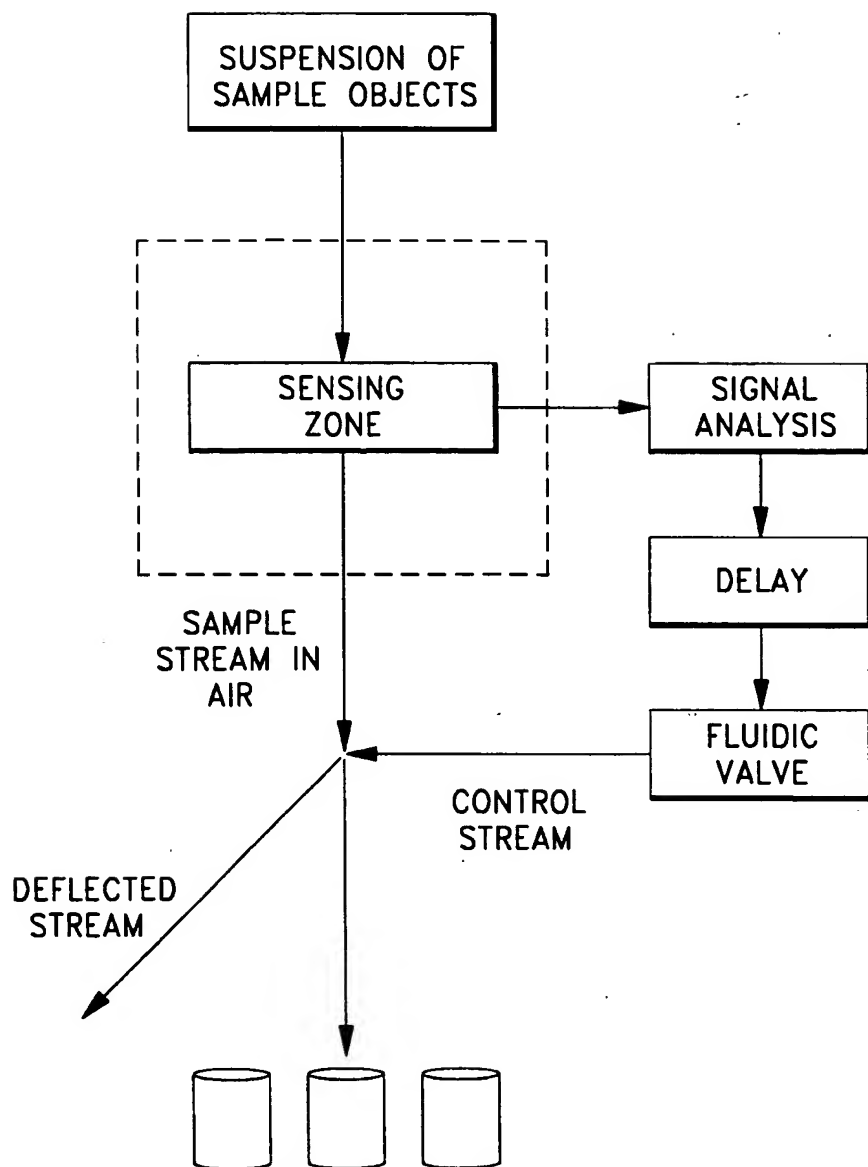 SUSPENSION OF
SAMPLE OBJECTS
SENSING
ZONE
SIGNAL
ANALYSIS
DELAY
SAMPLE
STREAM IN
AIR
FLUIDIC
VALVE
CONTROL
STREAM
DEFLECTED
STREAM